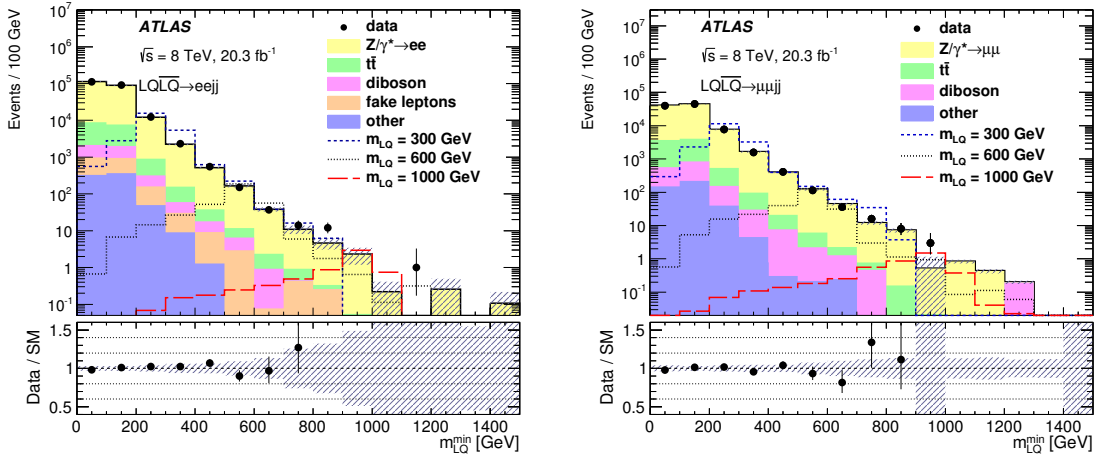 ATLAS
√s = 8 TeV, 20.3 fb⁻¹
LQL̅Q̅→eejj
data
Z/γ*→ee
tt̅
diboson
fake leptons
other
m_LQ = 300 GeV
m_LQ = 600 GeV
m_LQ = 1000 GeV
Events / 100 GeV
10⁷
10⁶
10⁵
10⁴
10³
10²
10
1
10⁻¹
Data / SM
1.5
1
0.5
0 200 400 600 800 1000 1200 1400
m_LQ^min [GeV]
ATLAS
√s = 8 TeV, 20.3 fb⁻¹
LQL̅Q̅→μμjj
data
Z/γ*→μμ
tt̅
diboson
other
m_LQ = 300 GeV
m_LQ = 600 GeV
m_LQ = 1000 GeV
Events / 100 GeV
10⁷
10⁶
10⁵
10⁴
10³
10²
10
1
10⁻¹
Data / SM
1.5
1
0.5
0 200 400 600 800 1000 1200 1400
m_LQ^min [GeV]